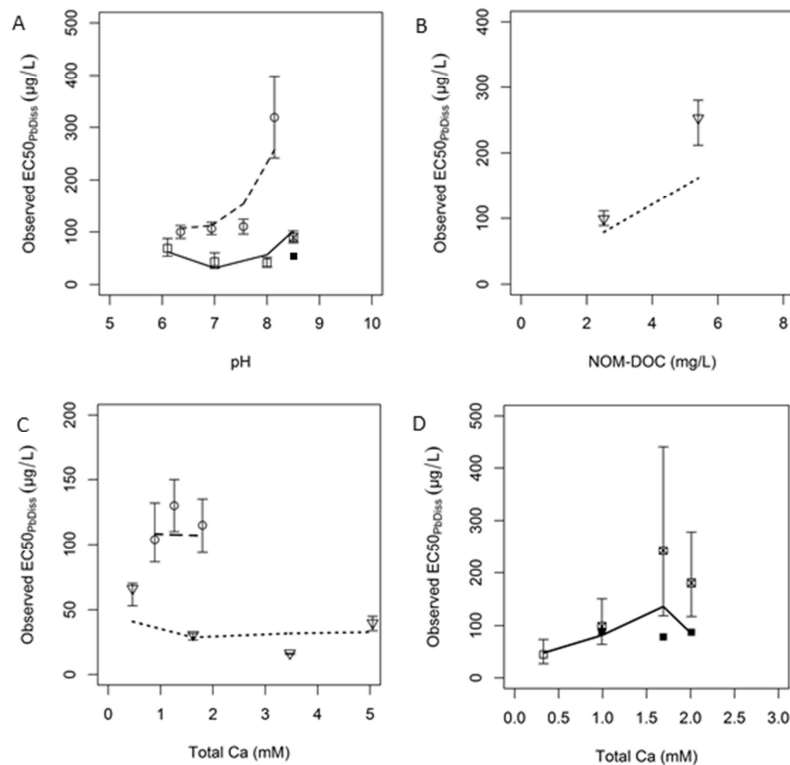 A
Observed EC50PbDiss (µg/L)
500
400
300
200
100
0
5 6 7 8 9 10
pH
B
Observed EC50PbDiss (µg/L)
400
300
200
100
0
0 2 4 6 8
NOM-DOC (mg/L)
C
Observed EC50PbDiss (µg/L)
200
150
100
50
0
0 1 2 3 4 5
Total Ca (mM)
D
Observed EC50PbDiss (µg/L)
500
400
300
200
100
0
0.0 0.5 1.0 1.5 2.0 2.5 3.0
Total Ca (mM)